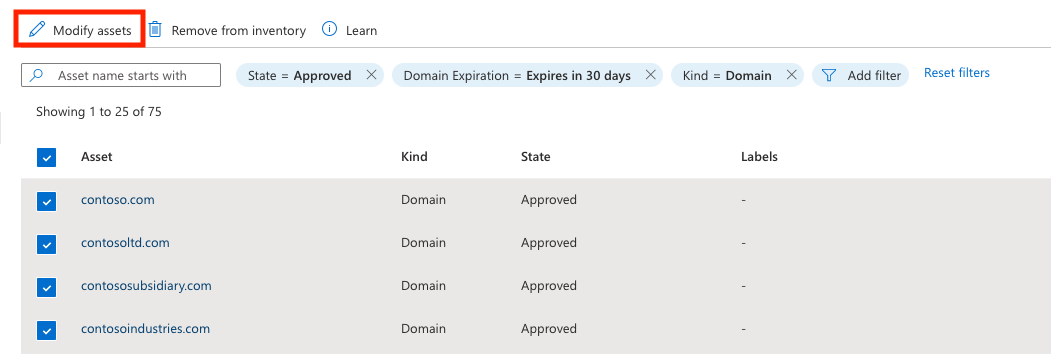 Modify assets Remove from inventory Learn
Asset name starts with State = Approved Domain Expiration = Expires in 30 days Kind = Domain Add filter Reset filters
Showing 1 to 25 of 75
Asset Kind State Labels
contoso.com Domain Approved -
contosoltd.com Domain Approved -
contososubsidiary.com Domain Approved -
contosoindustries.com Domain Approved -